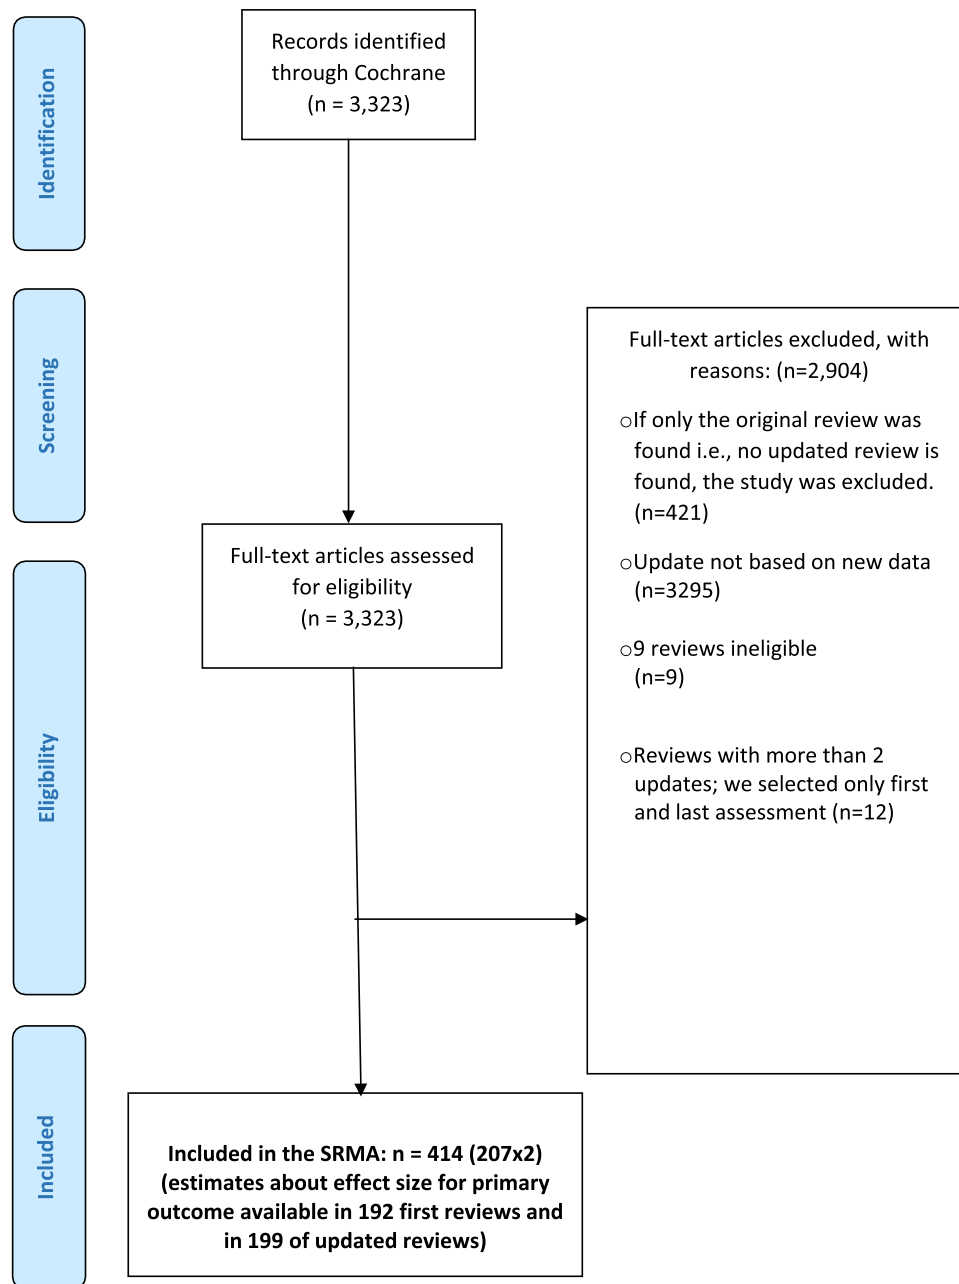 Identification
Records identified
through Cochrane
(n = 3,323)
Screening
Full-text articles excluded, with
reasons: (n=2,904)
○If only the original review was
found i.e., no updated review is
found, the study was excluded.
(n=421)
○Update not based on new data
(n=3295)
○9 reviews ineligible
(n=9)
○Reviews with more than 2
updates; we selected only first
and last assessment (n=12)
Full-text articles assessed
for eligibility
(n = 3,323)
Eligibility
Included
Included in the SRMA: n = 414 (207x2)
(estimates about effect size for primary
outcome available in 192 first reviews and
in 199 of updated reviews)